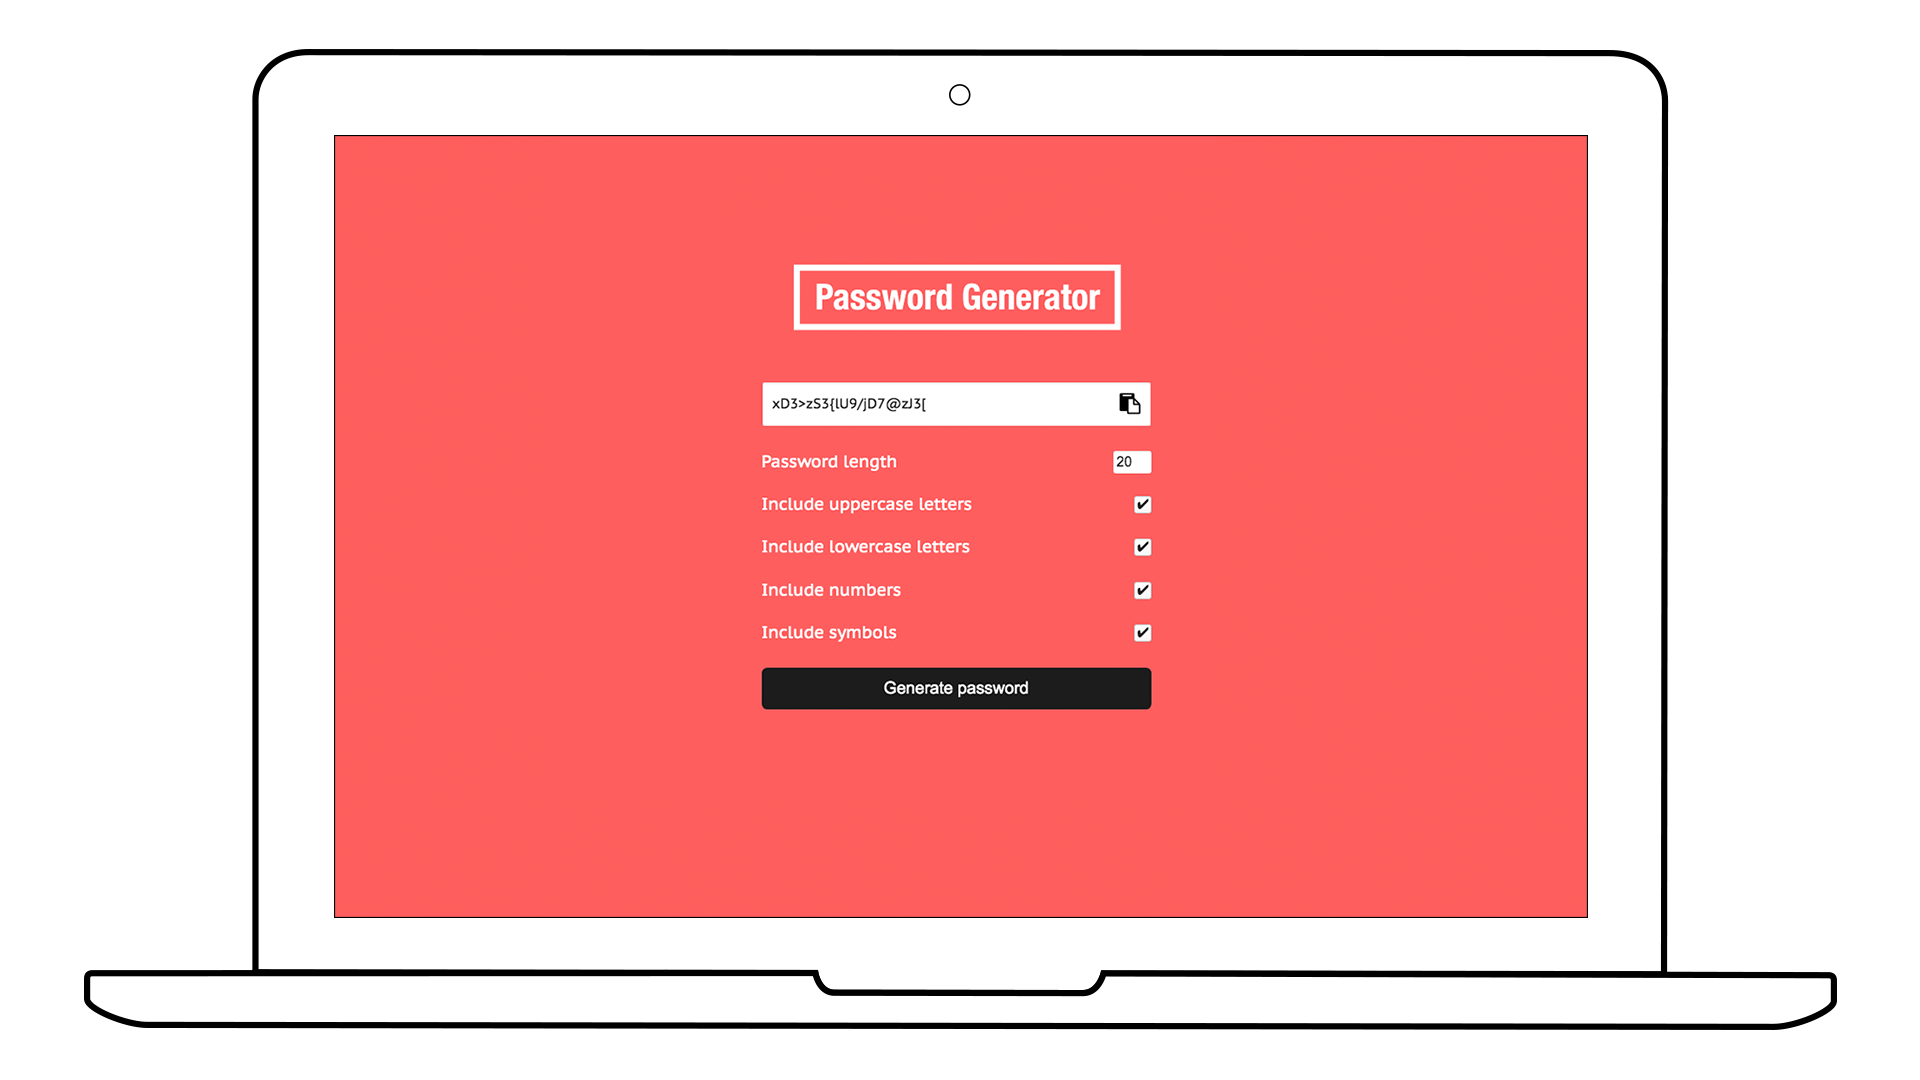 Password Generator
xD3>zS3{lU9/jD7@zJ3[
Password length 20
Include uppercase letters
Include lowercase letters
Include numbers
Include symbols
Generate password